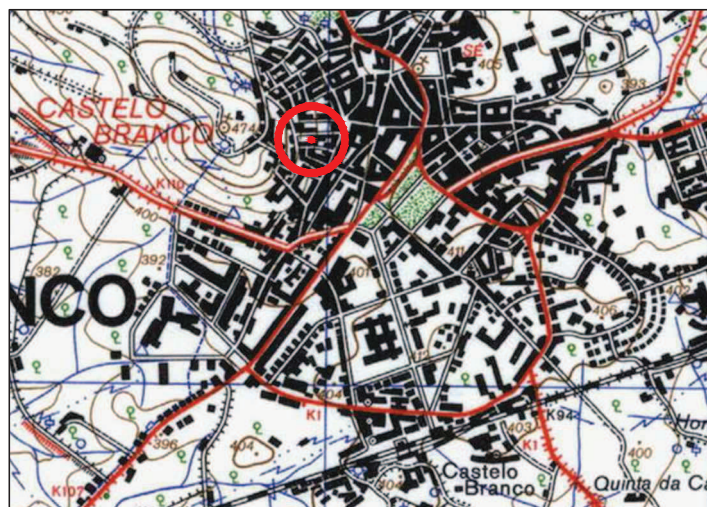 SÉ
405
393
CASTELO
BRANCO
474
K110
400
392
382
NCO
401
411
402
406
412
404
K1
K94
403
K1
396
404
400
K107
Castelo
Branco
Quinta da Ca
Hor